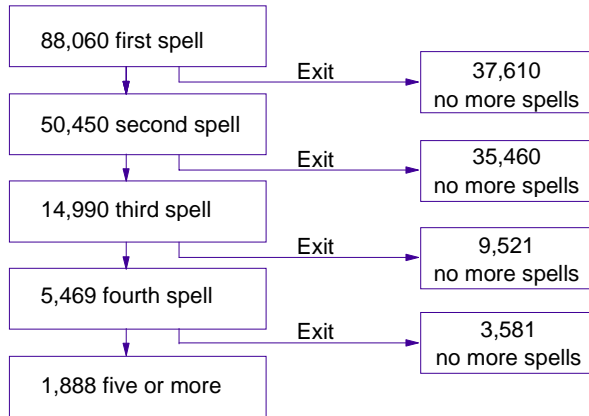 88,060 first spell
Exit
37,610
no more spells
50,450 second spell
Exit
35,460
no more spells
14,990 third spell
Exit
9,521
no more spells
5,469 fourth spell
Exit
3,581
no more spells
1,888 five or more